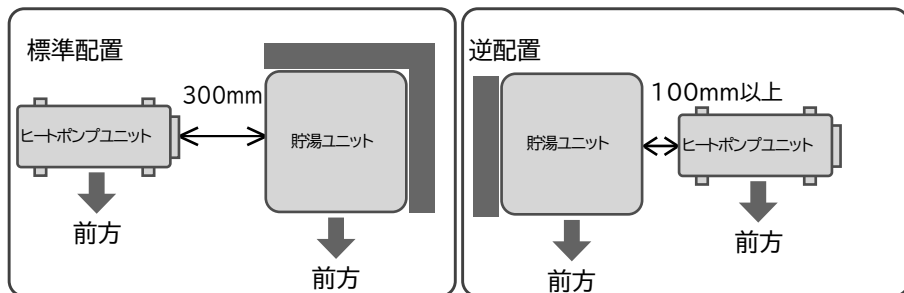 標準配置
300mm
ヒートポンプユニット
貯湯ユニット
前方
前方
逆配置
100mm以上
貯湯ユニット
ヒートポンプユニット
前方
前方